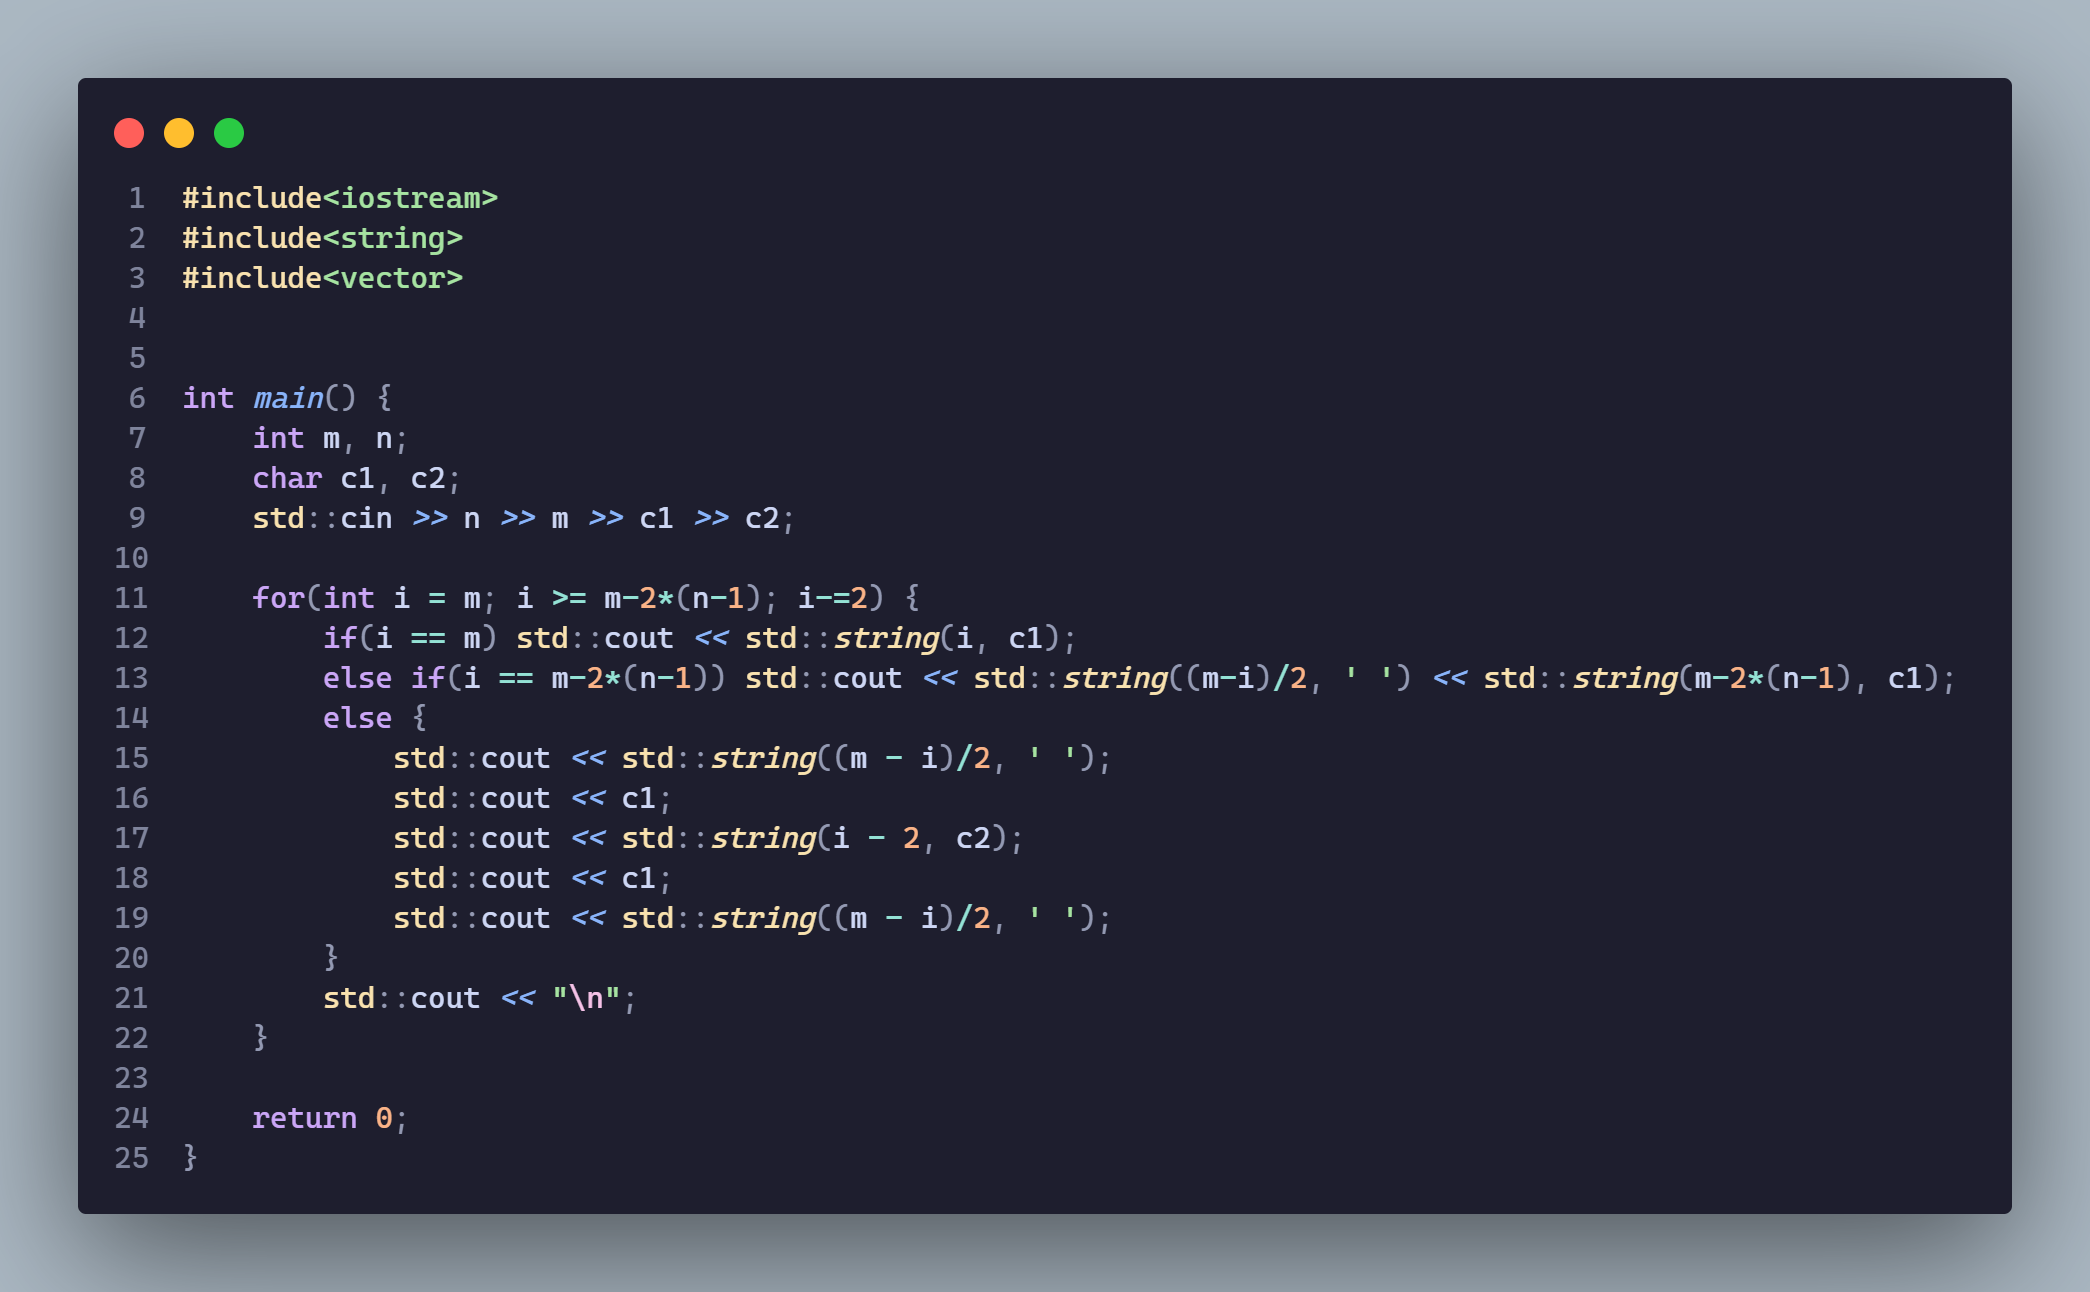 1 #include<iostream>
2 #include<string>
3 #include<vector>
4
5
6 int main() {
7     int m, n;
8     char c1, c2;
9     std::cin >> n >> m >> c1 >> c2;
10
11     for(int i = m; i >= m-2*(n-1); i-=2) {
12         if(i == m) std::cout << std::string(i, c1);
13         else if(i == m-2*(n-1)) std::cout << std::string((m-i)/2, ' ') << std::string(m-2*(n-1), c1);
14         else {
15             std::cout << std::string((m - i)/2, ' ');
16             std::cout << c1;
17             std::cout << std::string(i - 2, c2);
18             std::cout << c1;
19             std::cout << std::string((m - i)/2, ' ');
20         }
21         std::cout << "\n";
22     }
23
24     return 0;
25 }